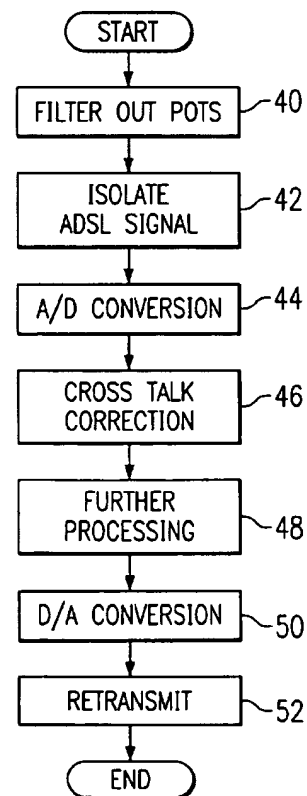 START
FILTER OUT POTS 40
ISOLATE 42
ADSL SIGNAL
A/D CONVERSION 44
CROSS TALK 46
CORRECTION
FURTHER
PROCESSING 48
D/A CONVERSION 50
RETRANSMIT 52
END